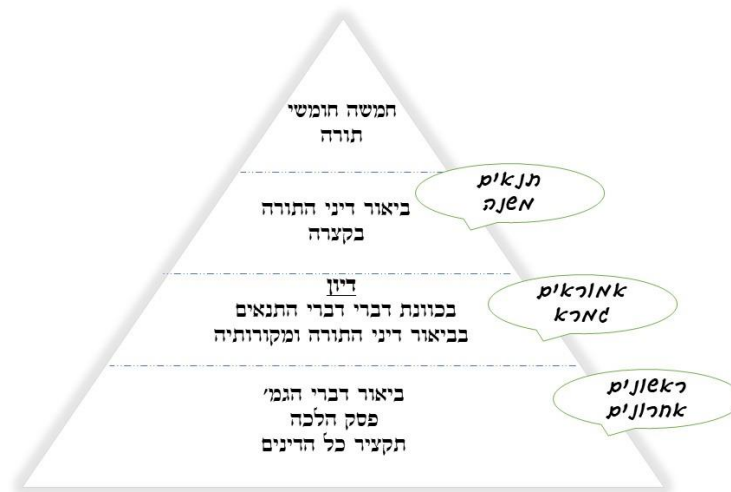 חמשה חומשי
תורה
תנאים
משנה
ביאור דיני התורה
בקצרה
דיון
בכוונת דברי דברי התנאים
בביאור דיני התורה ומקורותיה
אמוראים
גמרא
ביאור דברי הגמ׳
פסק הלכה
תקציר כל הדינים
ראשונים
אחרונים